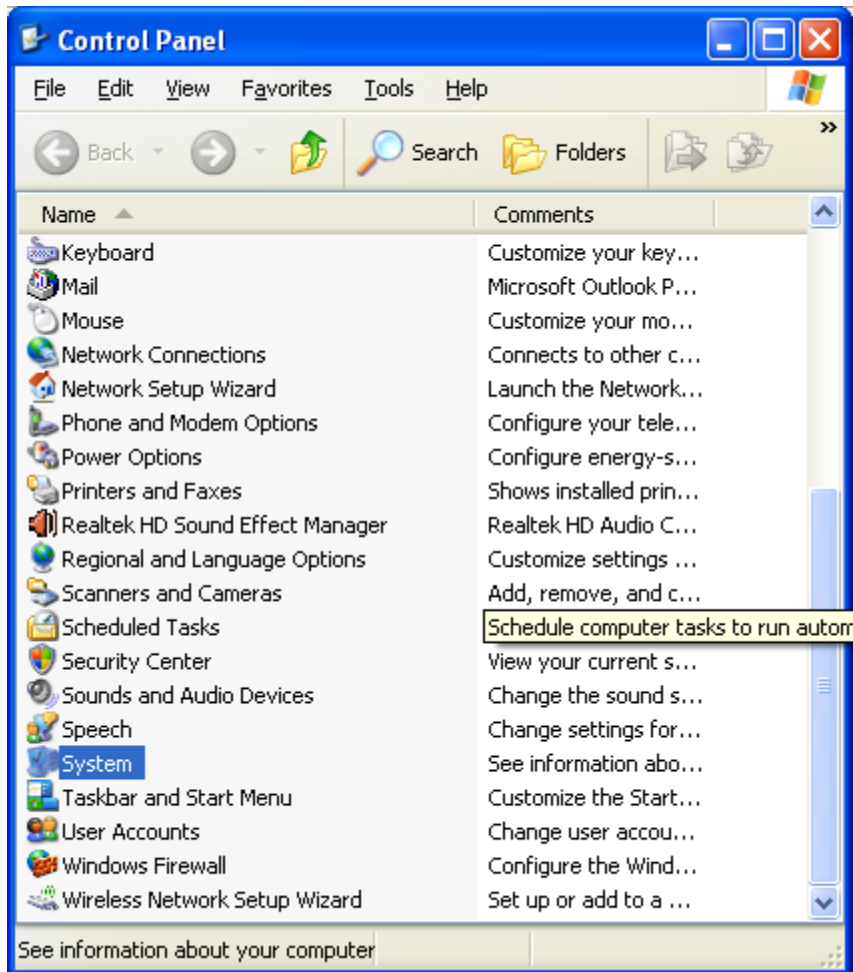 Control Panel
File Edit View Favorites Tools Help
Back Search Folders »
Name Comments
Keyboard Customize your key...
Mail Microsoft Outlook P...
Mouse Customize your mo...
Network Connections Connects to other c...
Network Setup Wizard Launch the Network...
Phone and Modem Options Configure your tele...
Power Options Configure energy-s...
Printers and Faxes Shows installed prin...
Realtek HD Sound Effect Manager Realtek HD Audio C...
Regional and Language Options Customize settings ...
Scanners and Cameras Add, remove, and c...
Scheduled Tasks Schedule computer tasks to run autom
Security Center View your current s...
Sounds and Audio Devices Change the sound s...
Speech Change settings for...
System See information abo...
Taskbar and Start Menu Customize the Start...
User Accounts Change user accou...
Windows Firewall Configure the Wind...
Wireless Network Setup Wizard Set up or add to a ...
See information about your computer